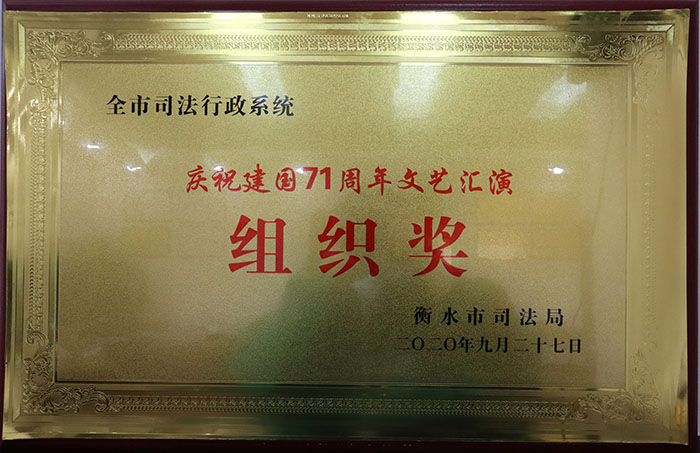 全市司法行政系统
庆祝建国71周年文艺汇演
组织奖
衡水市司法局
二〇二〇年九月二十七日